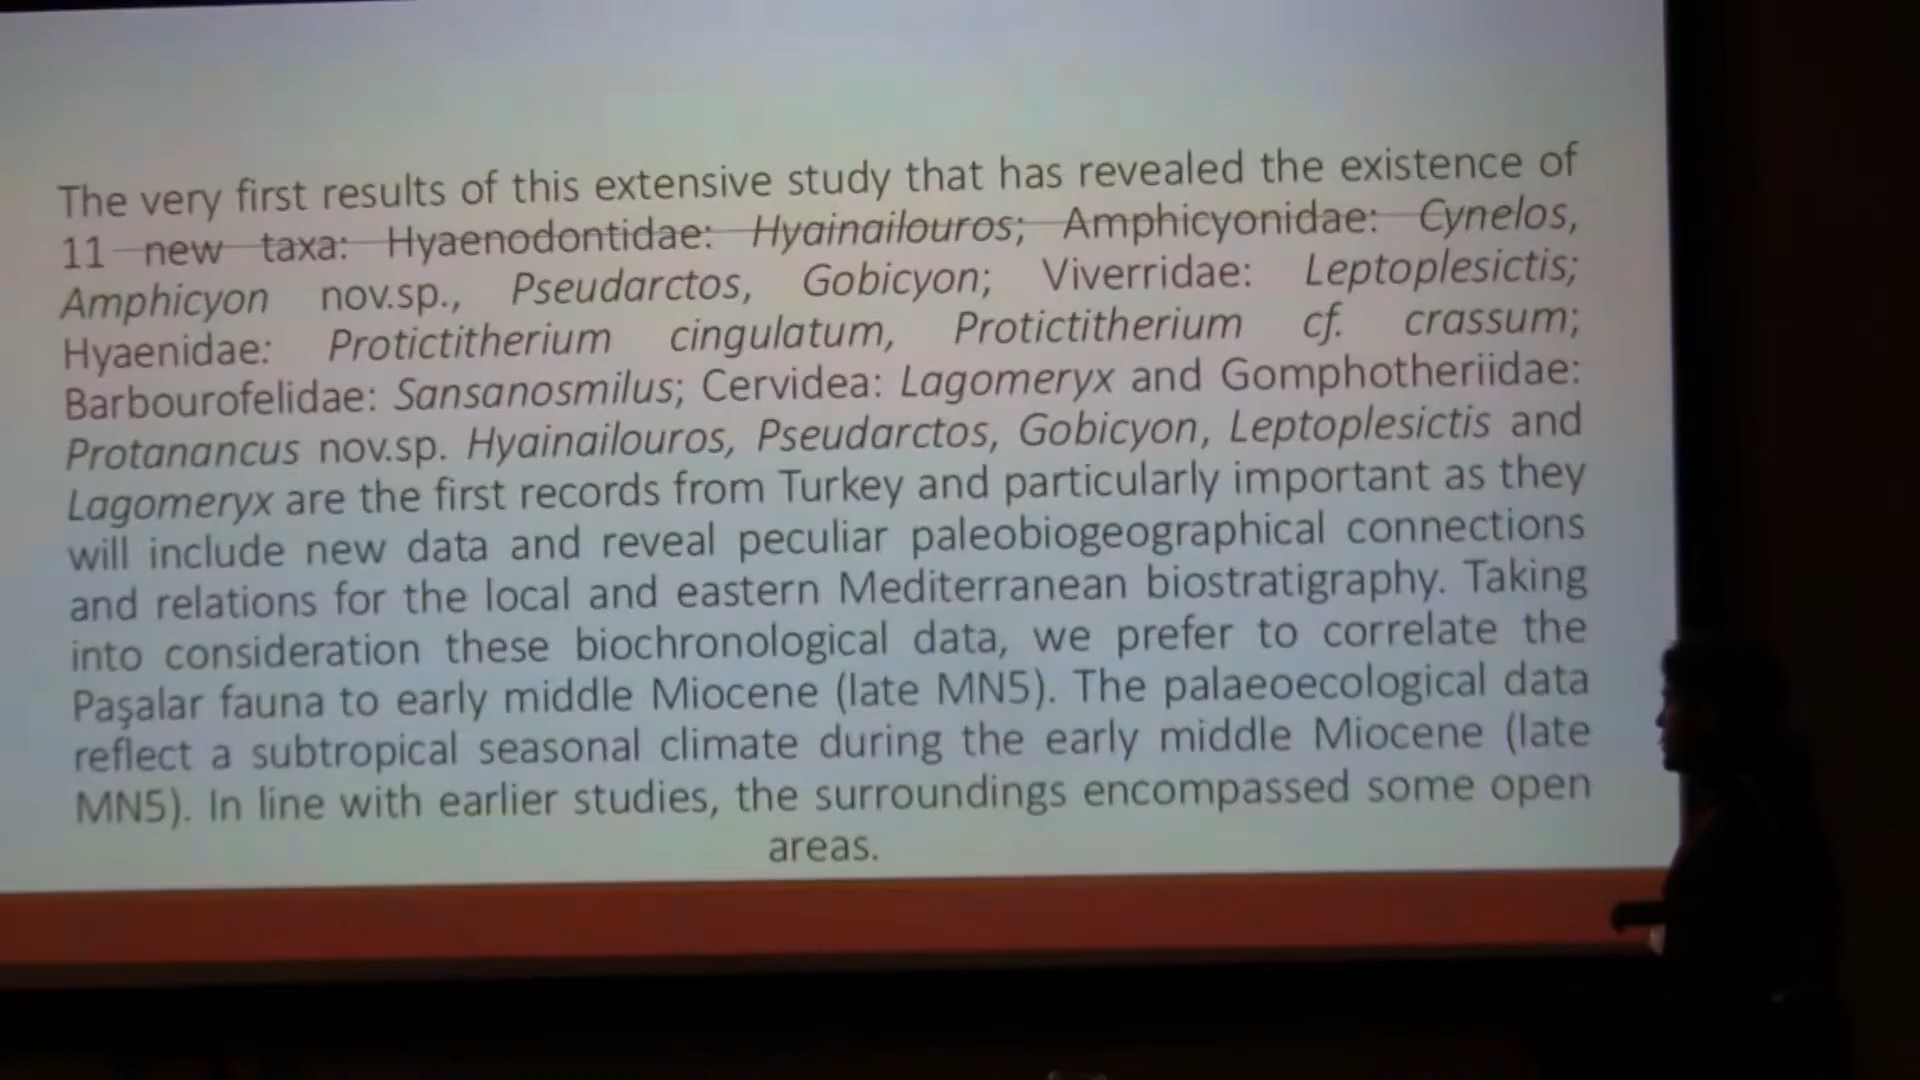 The very first results of this extensive study that has revealed the existence of
11 new taxa: Hyaenodontidae: Hyainailouros; Amphicyonidae: Cynelos,
Amphicyon nov.sp., Pseudarctos, Gobicyon; Viverridae: Leptoplesictis;
Hyaenidae: Protictitherium cingulatum, Protictitherium cf. crassum;
Barbourofelidae: Sansanosmilus; Cervidea: Lagomeryx and Gomphotheriidae:
Protanancus nov.sp. Hyainailouros, Pseudarctos, Gobicyon, Leptoplesictis and
Lagomeryx are the first records from Turkey and particularly important as they
will include new data and reveal peculiar paleobiogeographical connections
and relations for the local and eastern Mediterranean biostratigraphy. Taking
into consideration these biochronological data, we prefer to correlate the
Paşalar fauna to early middle Miocene (late MN5). The palaeoecological data
reflect a subtropical seasonal climate during the early middle Miocene (late
MN5). In line with earlier studies, the surroundings encompassed some open
areas.